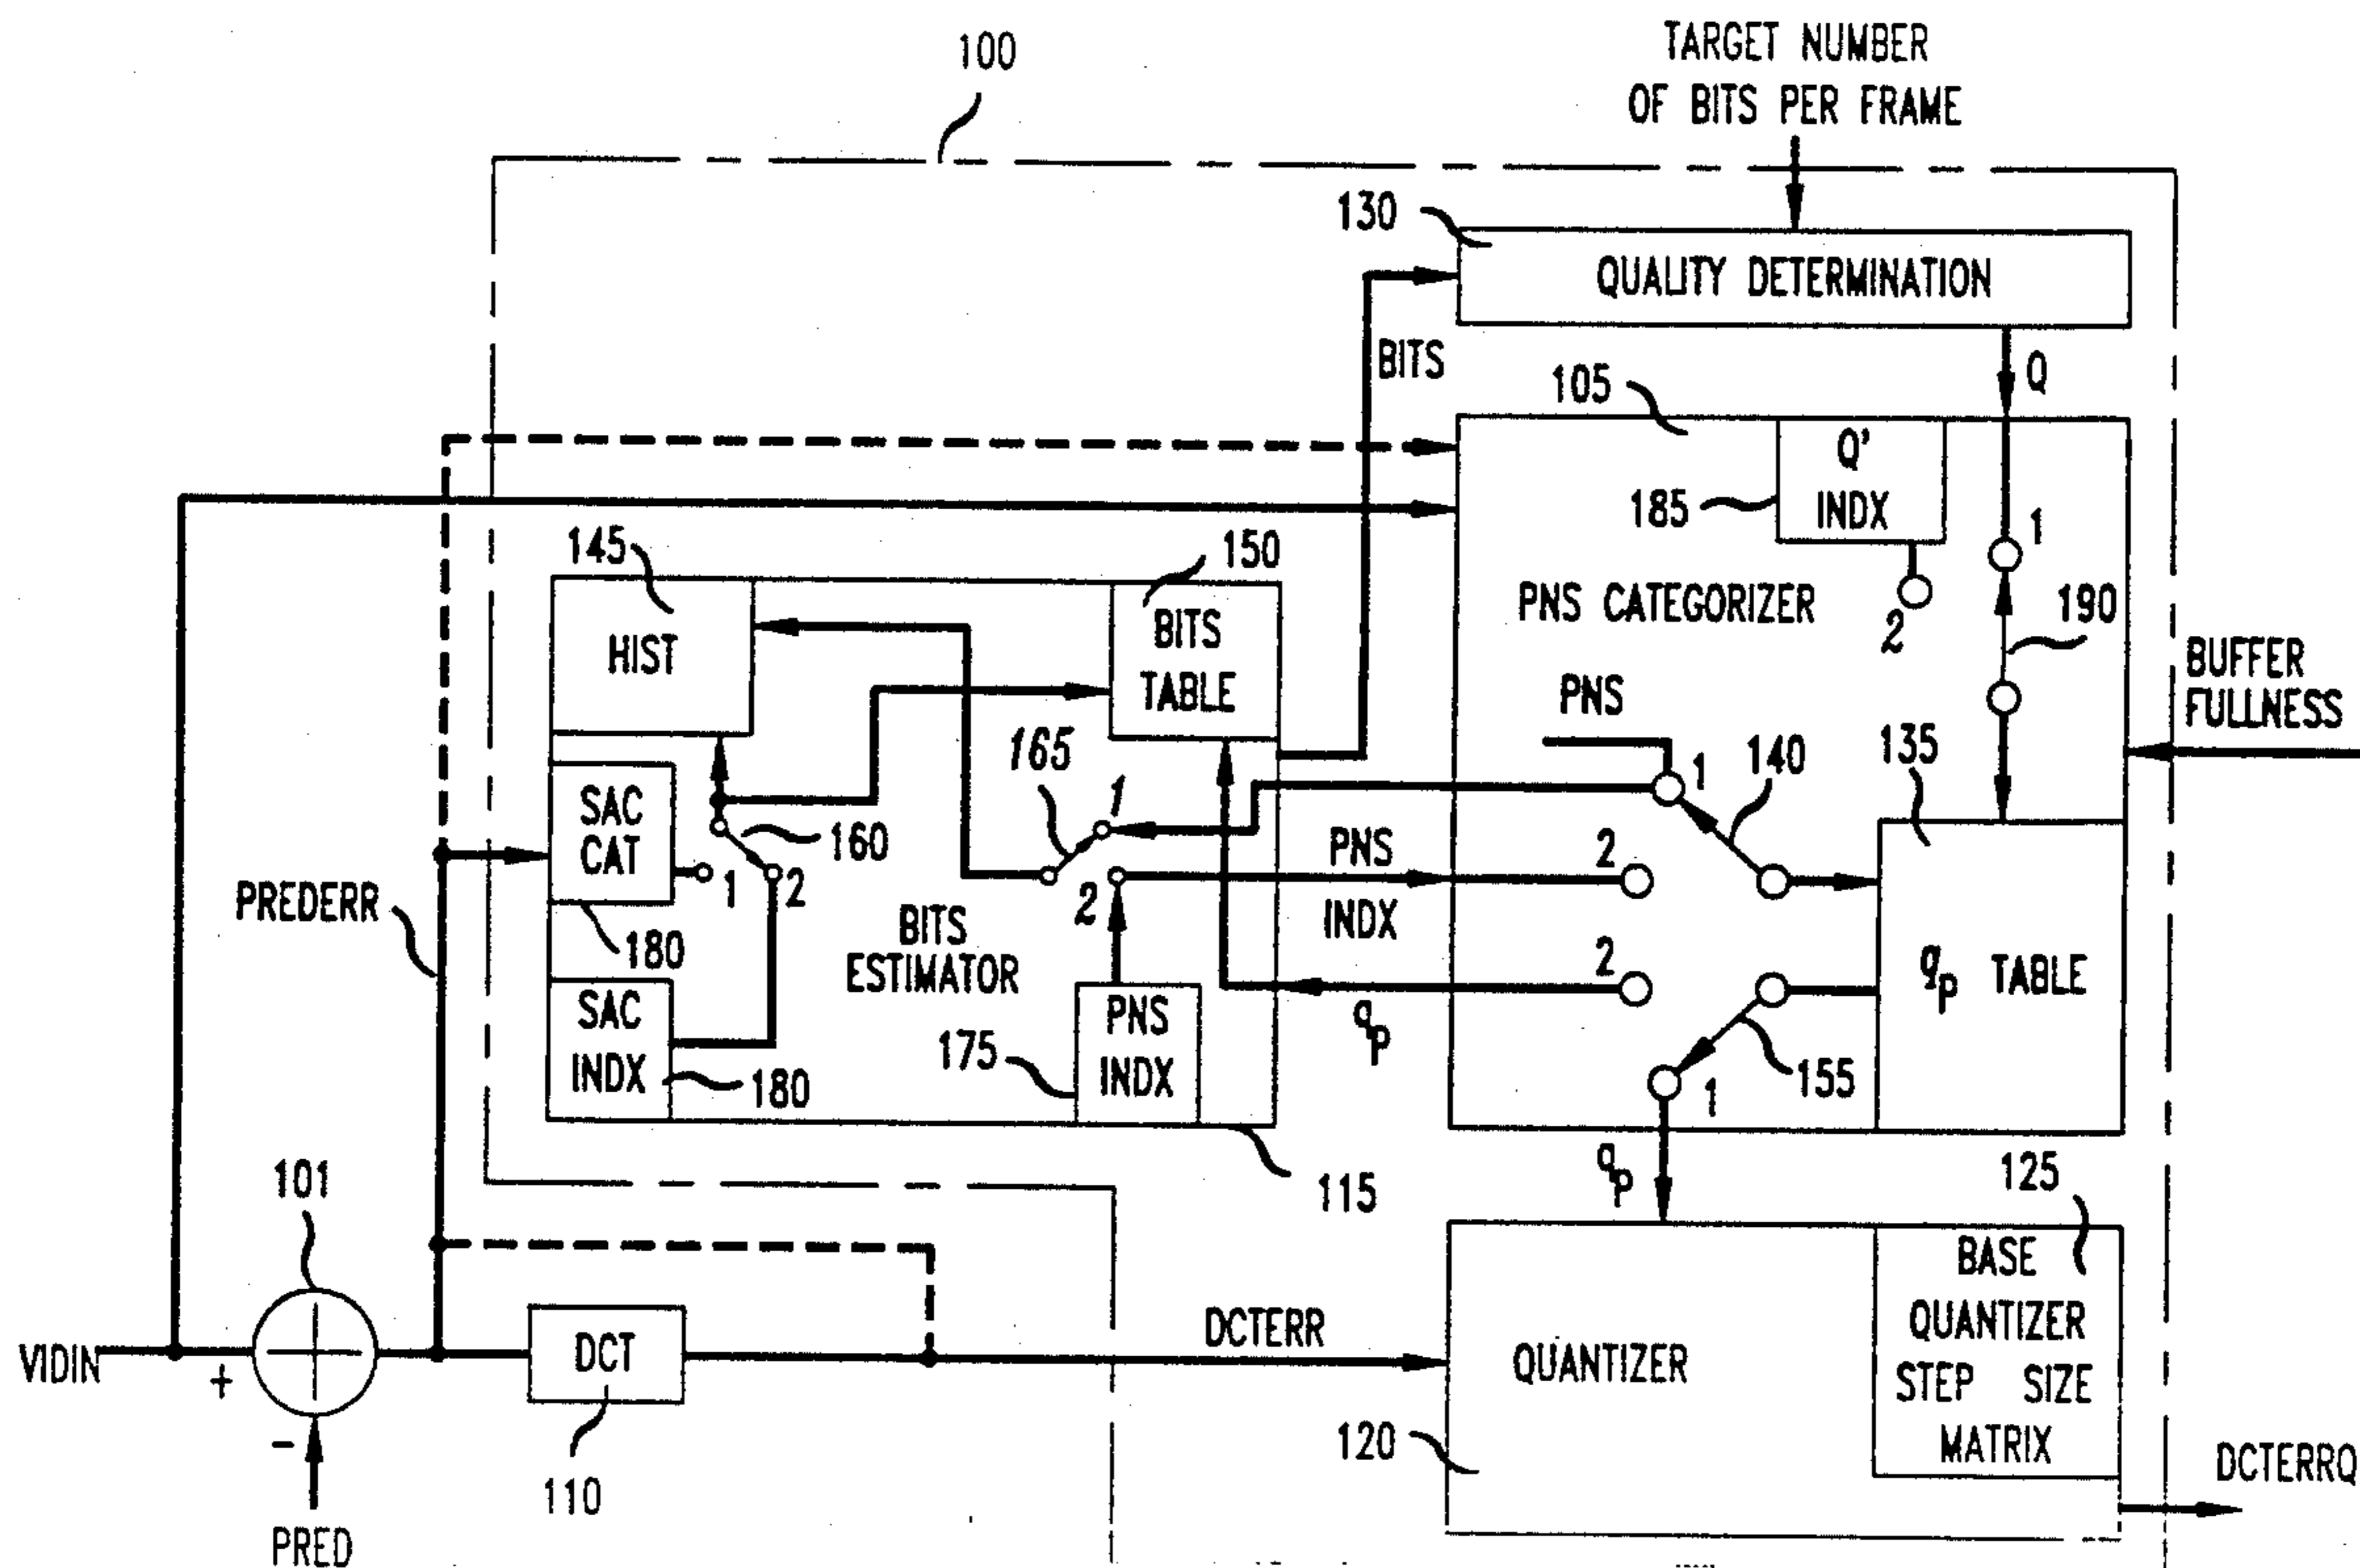 100
TARGET NUMBER
OF BITS PER FRAME
130
QUALITY DETERMINATION
BITS
Q
105
Q'
INDX
185
1
2
190
PNS CATEGORIZER
BUFFER
FULLNESS
145
HIST
150
BITS
TABLE
PNS
165
1
140
135
1
SAC
CAT
160
1
2
180
2
PNS
INDX
2
PREDERR
BITS
ESTIMATOR
qp TABLE
SAC
INDX
180
175
PNS
INDX
qp
2
155
1
115
qp
125
101
BASE
QUANTIZER
STEP SIZE
MATRIX
VIDIN
+
-
PRED
DCT
110
DCTERR
QUANTIZER
120
DCTERRQ